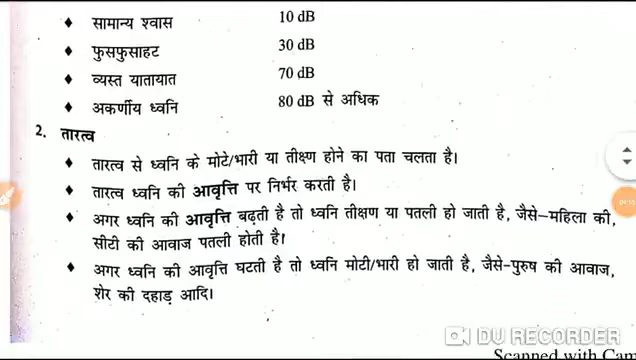 ♦ सामान्य श्वास 10 dB
♦ फुसफुसाहट 30 dB
♦ व्यस्त यातायात 70 dB
♦ अकर्णीय ध्वनि 80 dB से अधिक
2. तारत्व
♦ तारत्व से ध्वनि के मोटे/भारी या तीक्ष्ण होने का पता चलता है।
♦ तारत्व ध्वनि की आवृत्ति पर निर्भर करती है।
♦ अगर ध्वनि की आवृत्ति बढ़ती है तो ध्वनि तीक्षण या पतली हो जाती है, जैसे–महिला की,
सीटी की आवाज पतली होती है।
♦ अगर ध्वनि की आवृत्ति घटती है तो ध्वनि मोटी/भारी हो जाती है, जैसे-पुरुष की आवाज,
शेर की दहाड़ आदि।
DU RECORDER
Scanned with Cam